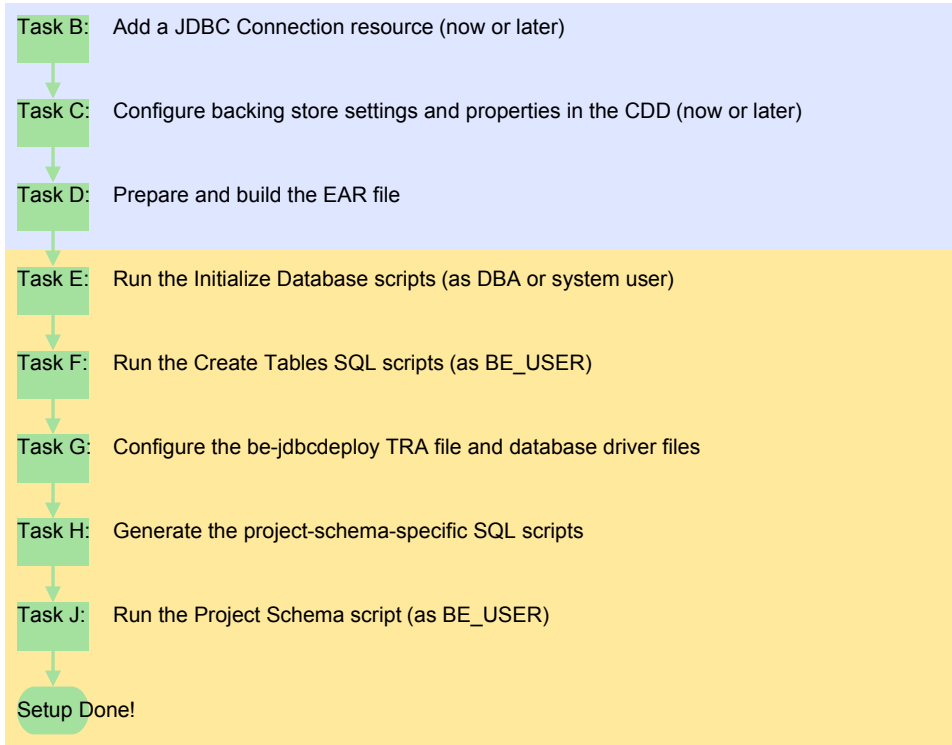 Task B: Add a JDBC Connection resource (now or later)
Task C: Configure backing store settings and properties in the CDD (now or later)
Task D: Prepare and build the EAR file
Task E: Run the Initialize Database scripts (as DBA or system user)
Task F: Run the Create Tables SQL scripts (as BE_USER)
Task G: Configure the be-jdbcdeploy TRA file and database driver files
Task H: Generate the project-schema-specific SQL scripts
Task J: Run the Project Schema script (as BE_USER)
Setup Done!